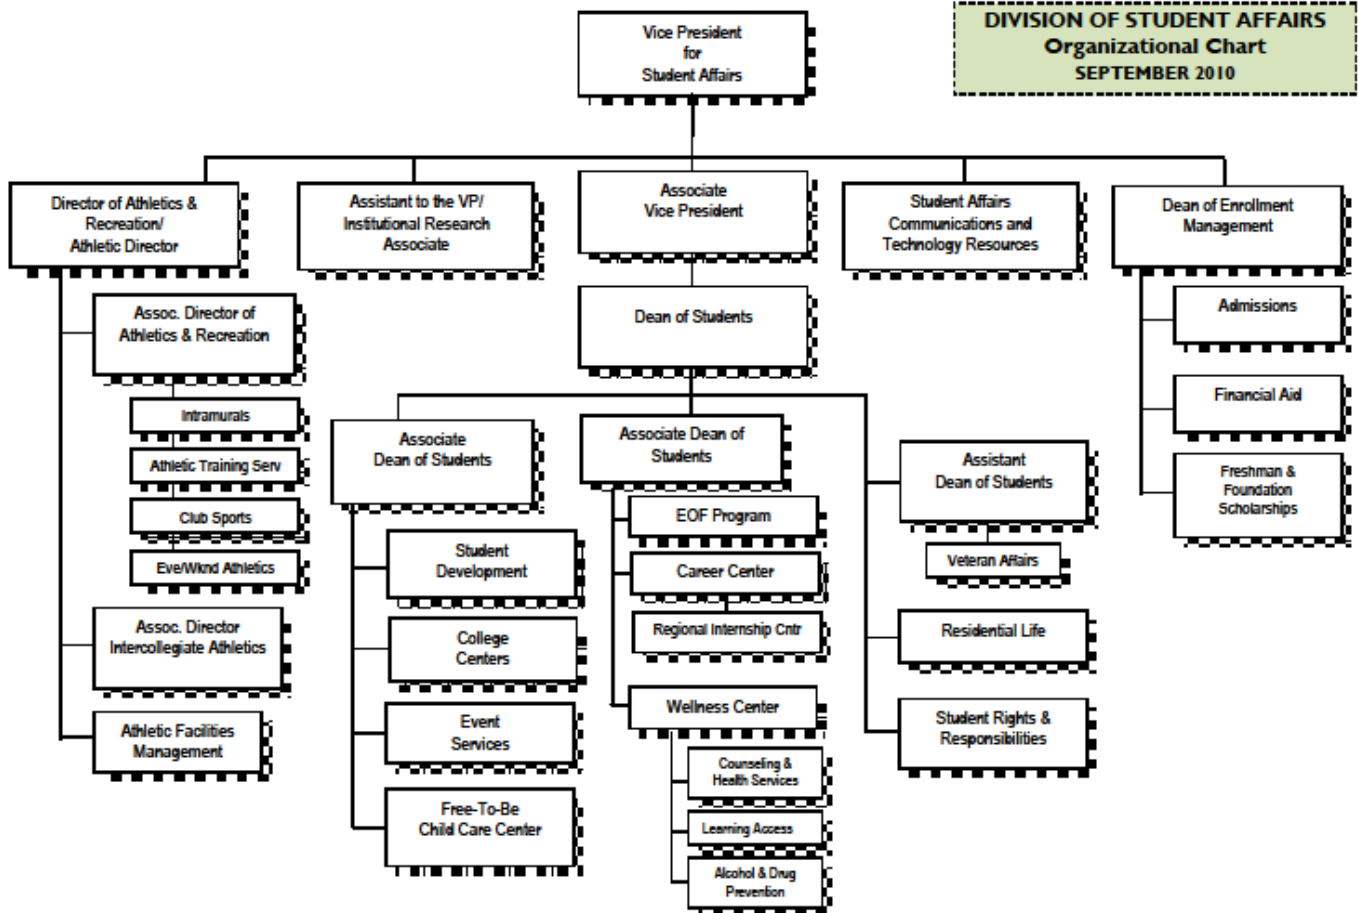 DIVISION OF STUDENT AFFAIRS
Organizational Chart
SEPTEMBER 2010
Vice President
for
Student Affairs
Director of Athletics &
Recreation/
Athletic Director
Assistant to the VP/
Institutional Research
Associate
Associate
Vice President
Student Affairs
Communications and
Technology Resources
Dean of Enrollment
Management
Assoc. Director of
Athletics & Recreation
Intramurals
Athletic Training Serv
Club Sports
Eve/Wknd Athletics
Assoc. Director
Intercollegiate Athletics
Athletic Facilities
Management
Dean of Students
Associate
Dean of Students
Student
Development
College
Centers
Event
Services
Free-To-Be
Child Care Center
Associate Dean of
Students
EOF Program
Career Center
Regional Internship Cntr
Wellness Center
Counseling &
Health Services
Learning Access
Alcohol & Drug
Prevention
Assistant
Dean of Students
Veteran Affairs
Residential Life
Student Rights &
Responsibilities
Admissions
Financial Aid
Freshman &
Foundation
Scholarships